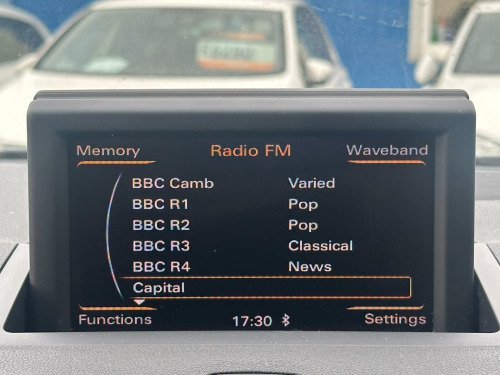 Memory Radio FM Waveband
BBC Camb Varied
BBC R1 Pop
BBC R2 Pop
BBC R3 Classical
BBC R4 News
Capital
Functions 17:30 Settings